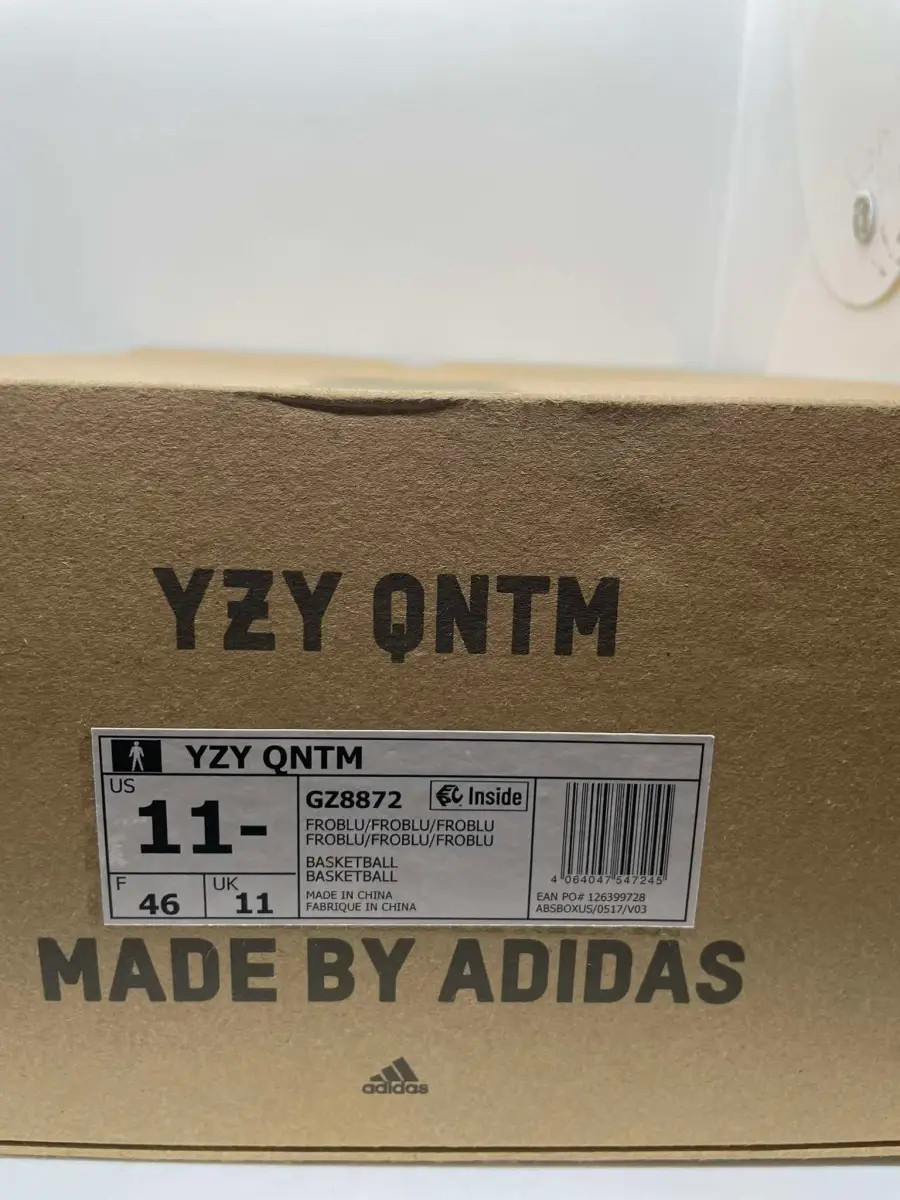 YZY QNTM
YZY QNTM
US
11-
F
46
UK
11
GZ8872
Inside
FROBLU/FROBLU/FROBLU
FROBLU/FROBLU/FROBLU
BASKETBALL
BASKETBALL
MADE IN CHINA
FABRIQUE IN CHINA
4 064047 547245
EAN PO# 126399728
ABSBOXUS/0517/V03
MADE BY ADIDAS
adidas